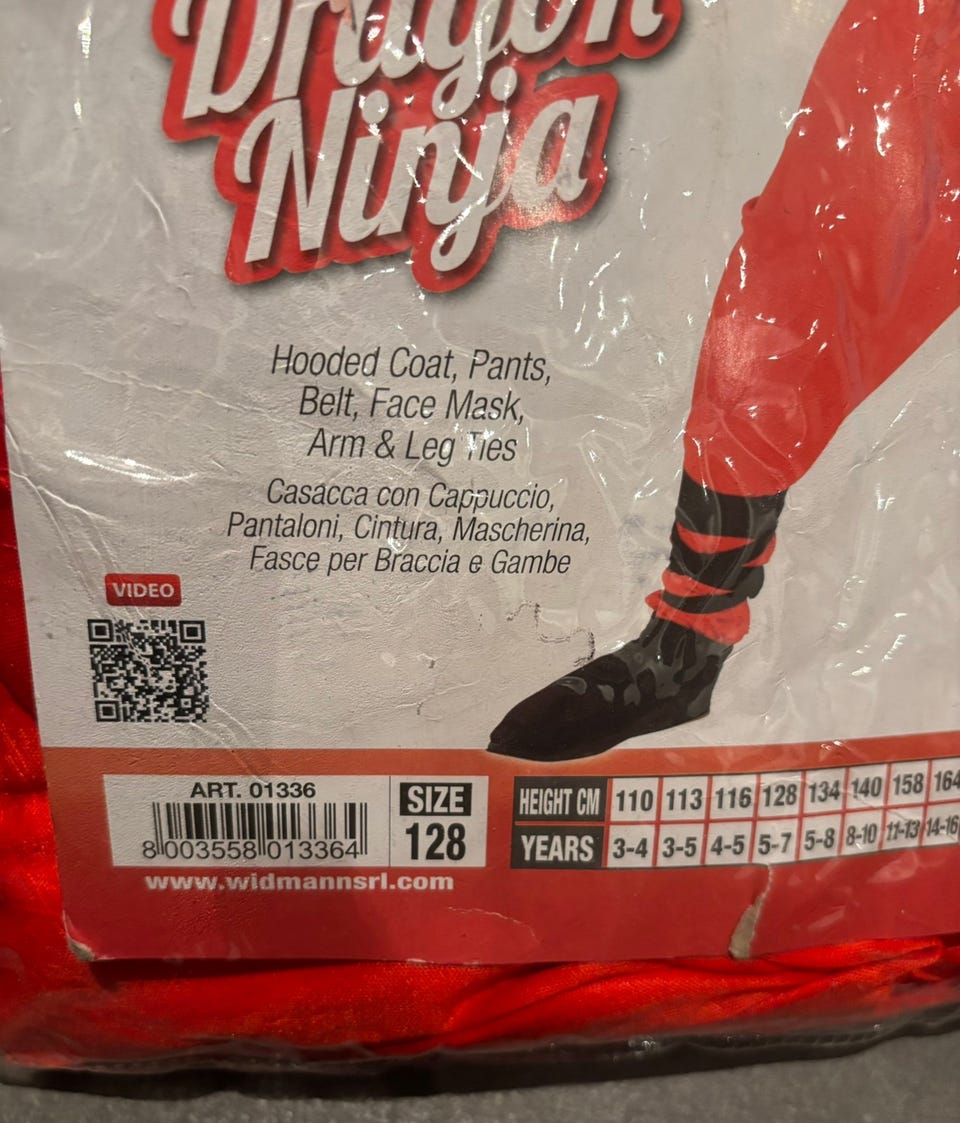 Dragon
Ninja
Hooded Coat, Pants,
Belt, Face Mask,
Arm & Leg Ties
Casacca con Cappuccio,
Pantaloni, Cintura, Mascherina,
Fasce per Braccia e Gambe
VIDEO
ART. 01336
8 003558 013364
SIZE
128
HEIGHT CM 110 113 116 128 134 140 158 164
YEARS 3-4 3-5 4-5 5-7 5-8 8-10 11-13 14-16
www.widmannsrl.com